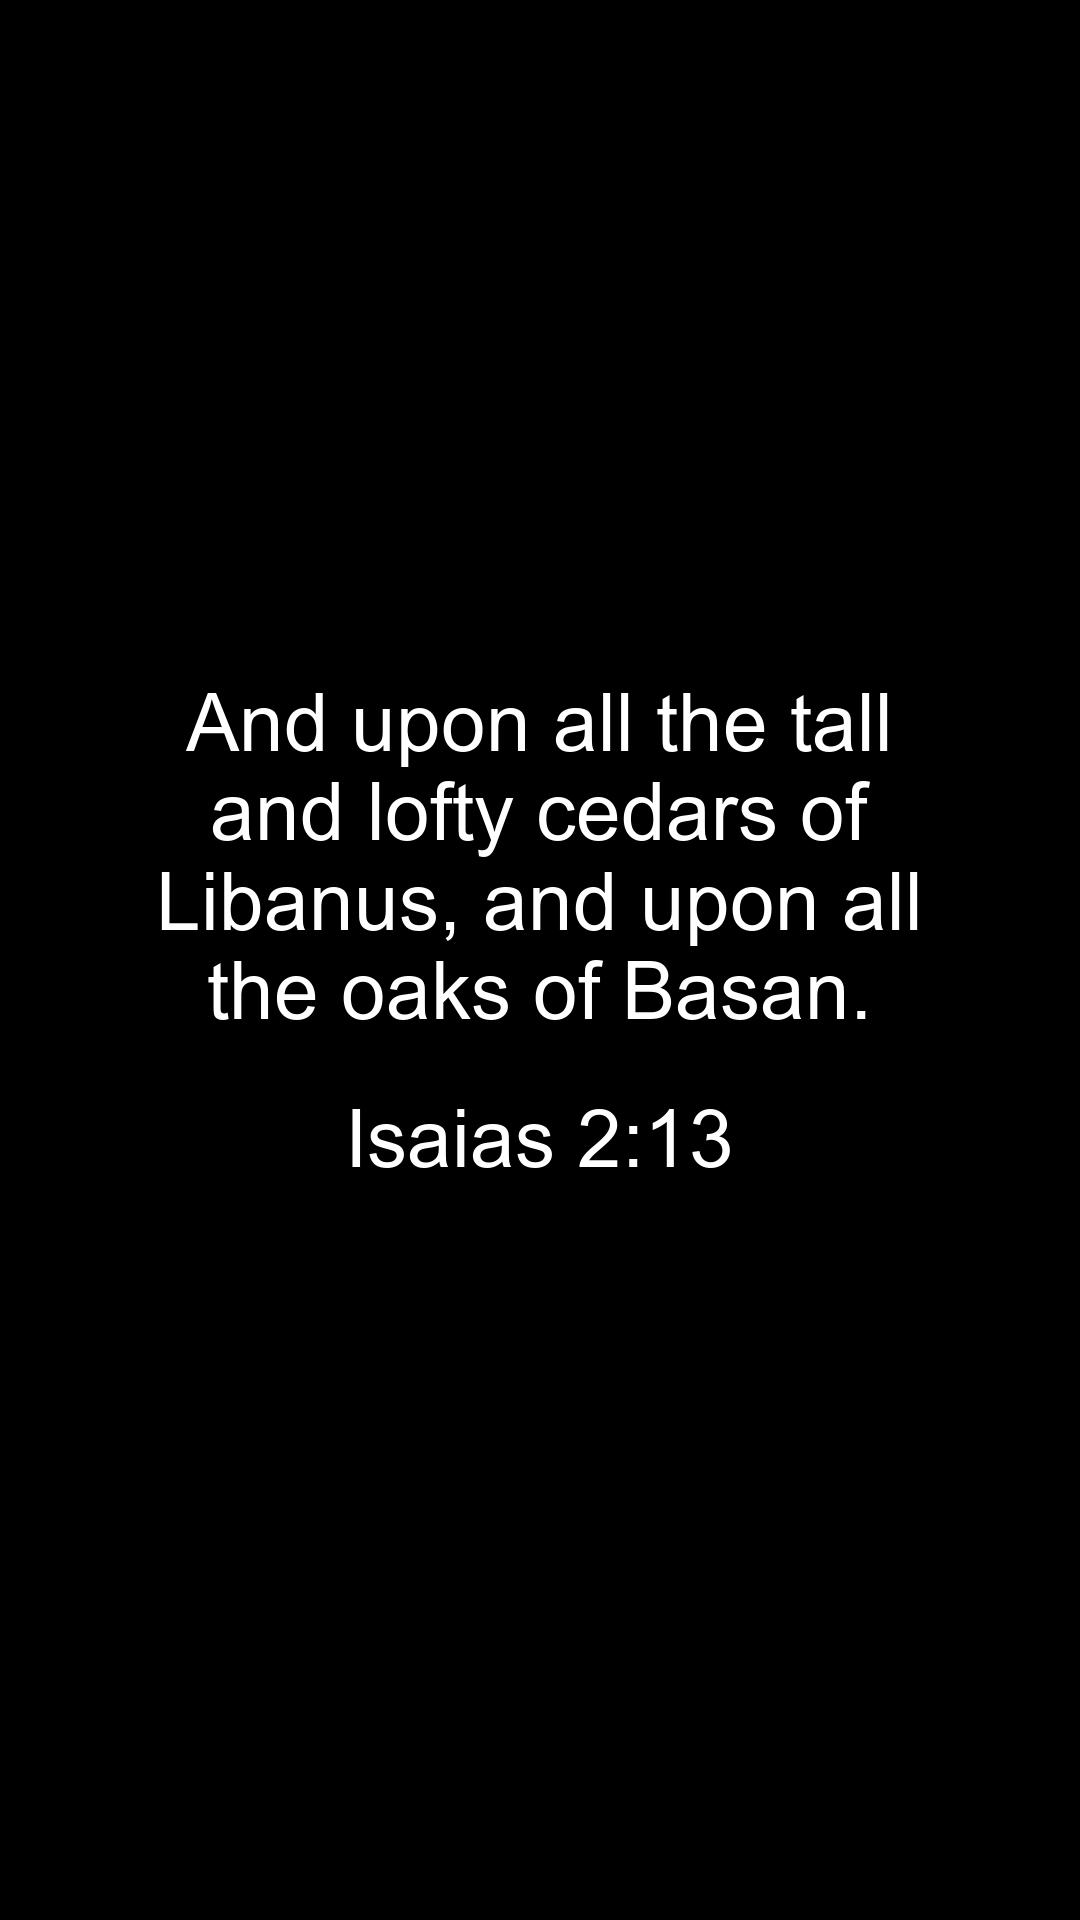 And upon all the tall
and lofty cedars of
Libanus, and upon all
the oaks of Basan.
Isaias 2:13